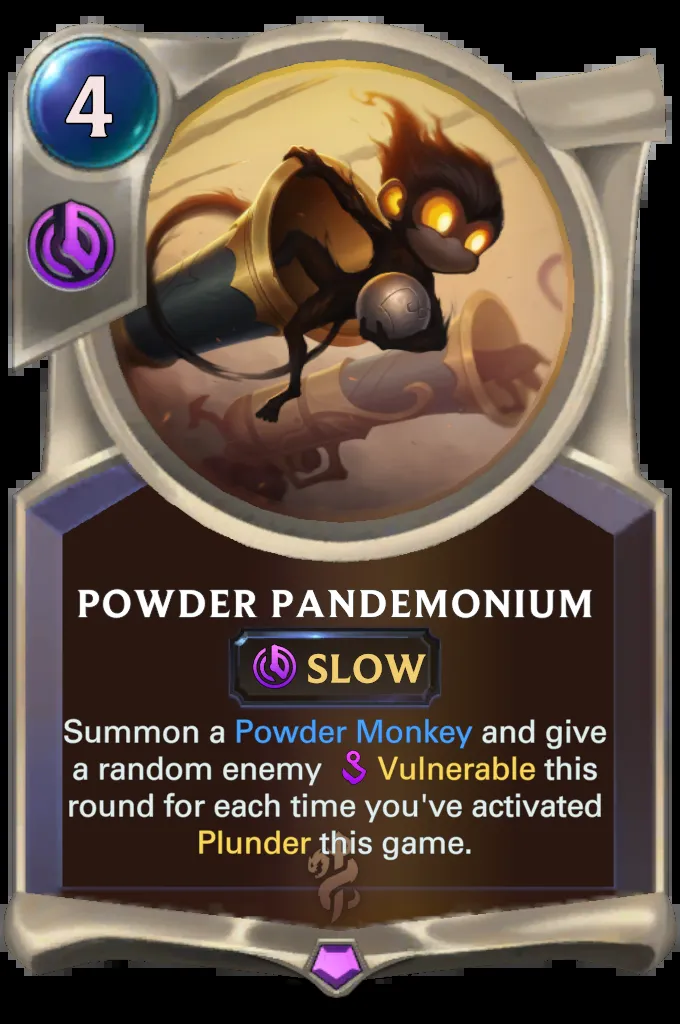 4
POWDER PANDEMONIUM
SLOW
Summon a Powder Monkey and give
a random enemy Vulnerable this
round for each time you've activated
Plunder this game.